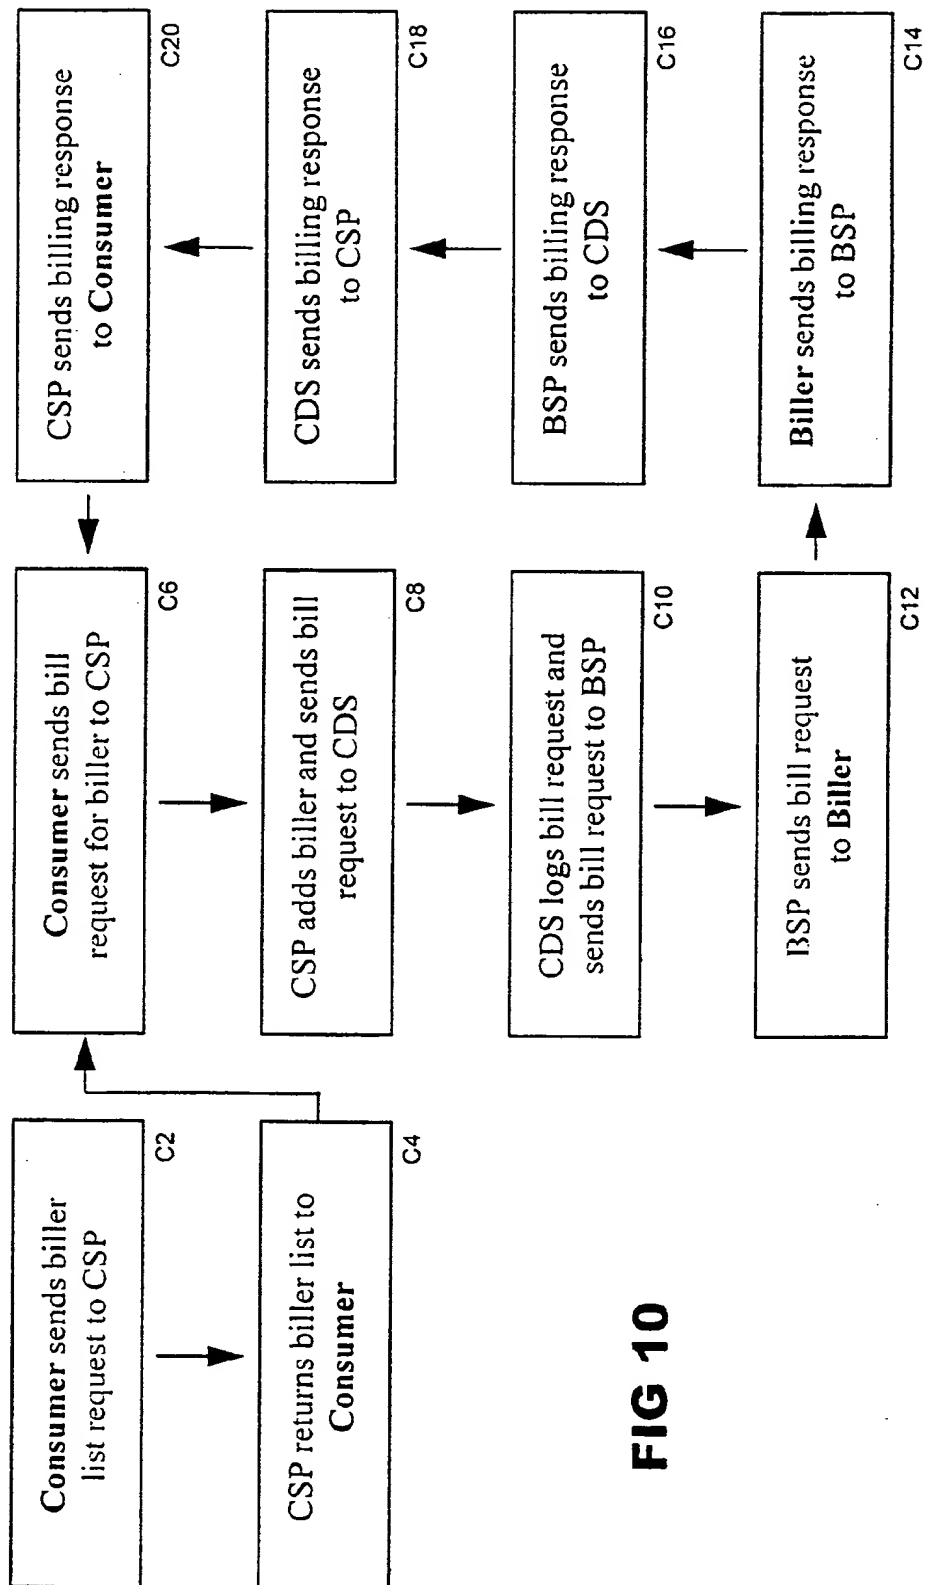 Consumer sends biller
list request to CSP
C2
CSP returns biller list to
Consumer
C4
Consumer sends bill
request for biller to CSP
C6
CSP adds biller and sends bill
request to CDS
C8
CDS logs bill request and
sends bill request to BSP
C10
BSP sends bill request
to Biller
C12
Biller sends billing response
to BSP
C14
BSP sends billing response
to CDS
C16
CDS sends billing response
to CSP
C18
CSP sends billing response
to Consumer
C20
FIG 10